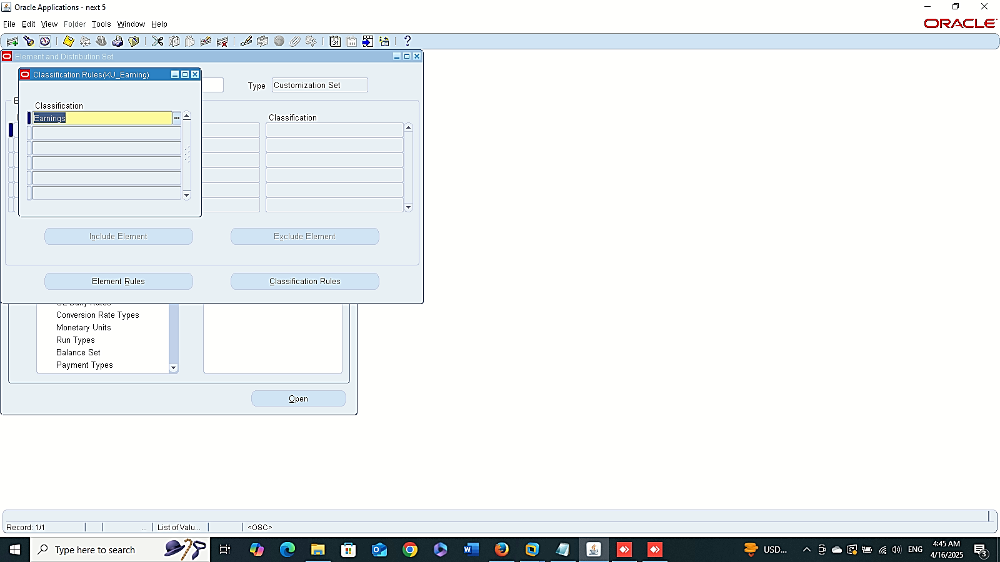 Oracle Applications - next 5
File Edit View Folder Tools Window Help
ORACLE
Element and Distribution Set
Classification Rules(KU_Earning)
Type Customization Set
Classification
Earnings
Classification
Include Element
Exclude Element
Element Rules
Classification Rules
Conversion Rate Types
Monetary Units
Run Types
Balance Set
Payment Types
Open
Record: 1/1
...
List of Valu...
<OSC>
Type here to search
USD...
ENG
4:45 AM
4/16/2025
3